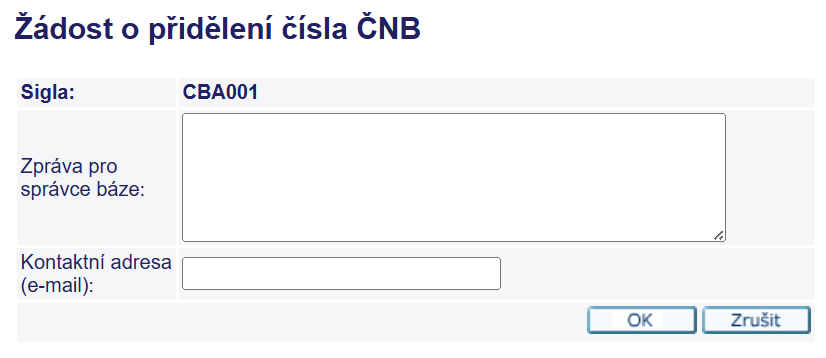 Žádost o přidělení čísla ČNB
Sigla: CBA001
Zpráva pro
správce báze:
Kontaktní adresa
(e-mail):
OK Zrušit